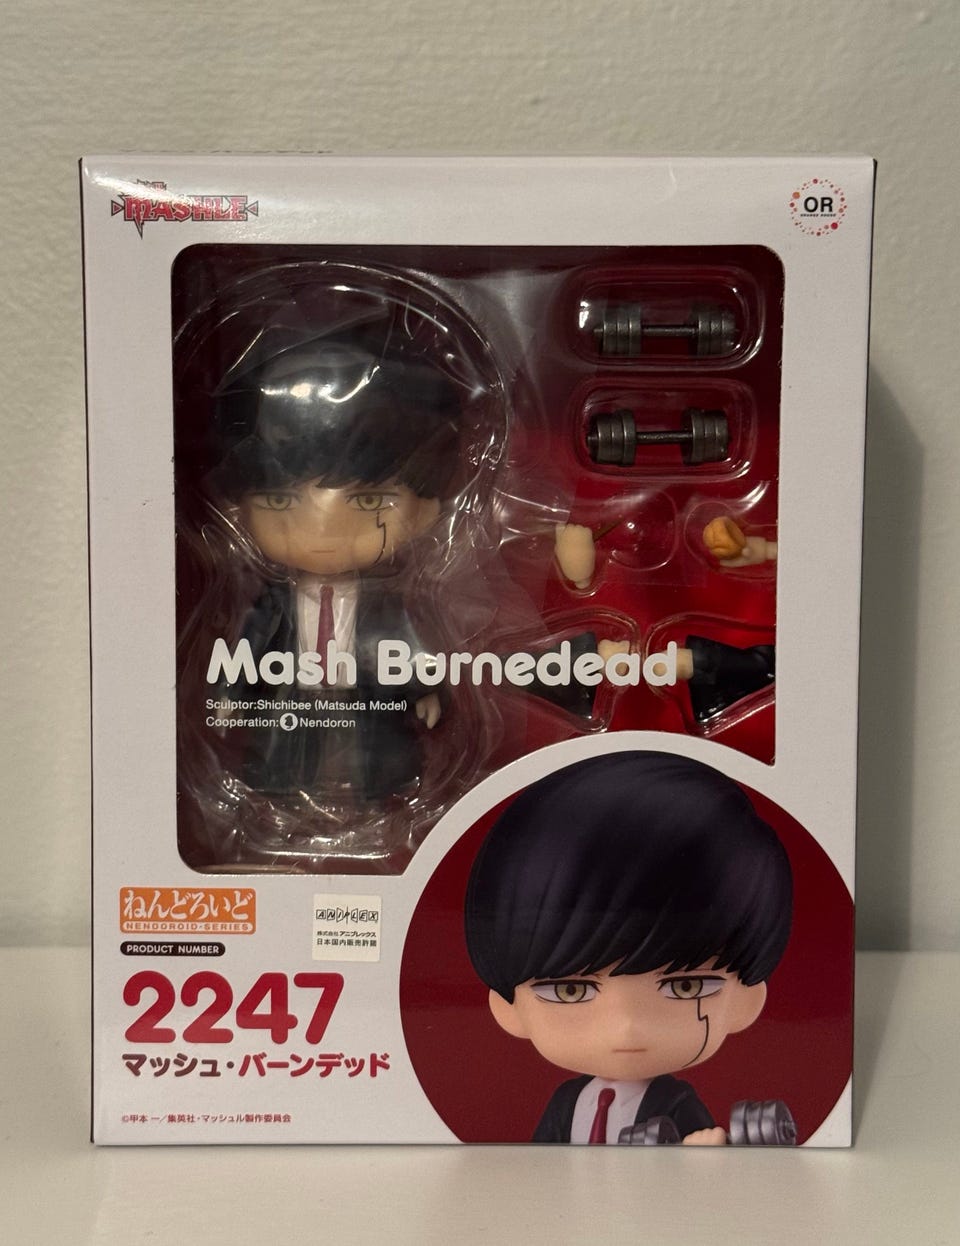 MASHLE
OR
ORANGE ROUGE
Mash Burnedead
Sculptor:Shichibee (Matsuda Model)
Cooperation: Nendoron
ねんどろいど
NENDOROID-SERIES
PRODUCT NUMBER
2247
マッシュ・バーンデッド
ANIPLEX
株式会社アニプレックス
日本国内販売許諾
©甲本 一／集英社・マッシュル製作委員会